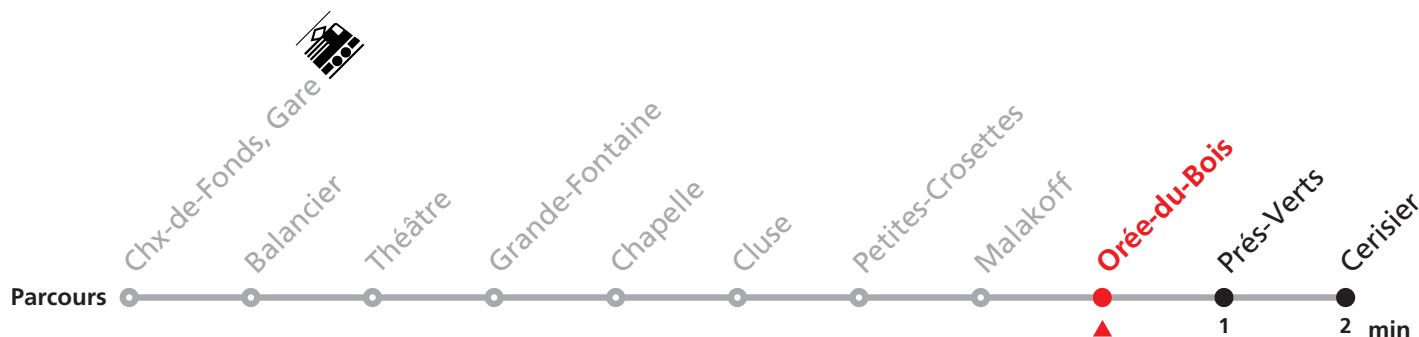 Chx-de-Fonds, Gare
Balancier
Théâtre
Grande-Fontaine
Chapelle
Cluse
Petites-Crosettes
Malakoff
Orée-du-Bois
Prés-Verts
Cerisier
Parcours
1 2 min